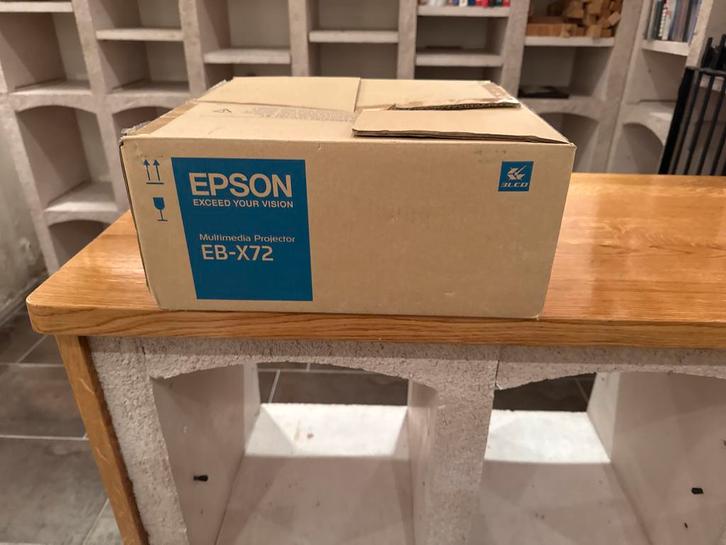 EPSON
EXCEED YOUR VISION
Multimedia Projector
EB-X72
3LCD